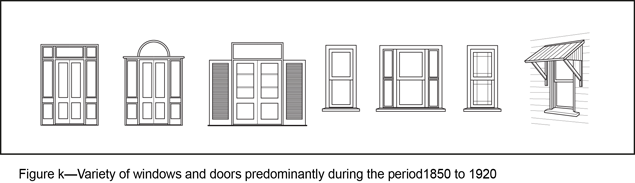 Figure k—Variety of windows and doors predominantly during the period1850 to 1920